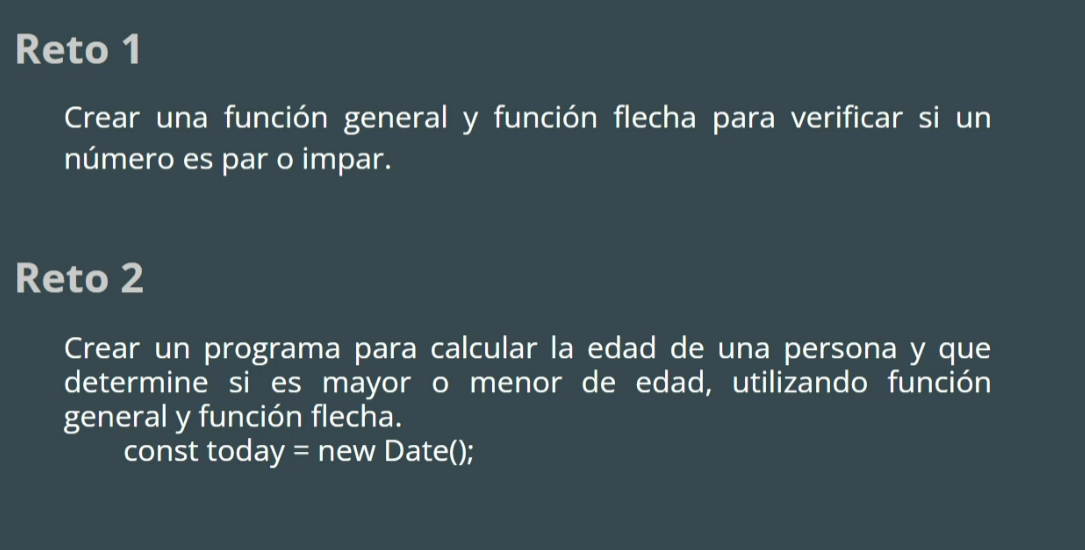 Reto 1
Crear una función general y función flecha para verificar si un
número es par o impar.
Reto 2
Crear un programa para calcular la edad de una persona y que
determine si es mayor o menor de edad, utilizando función
general y función flecha.
const today = new Date();